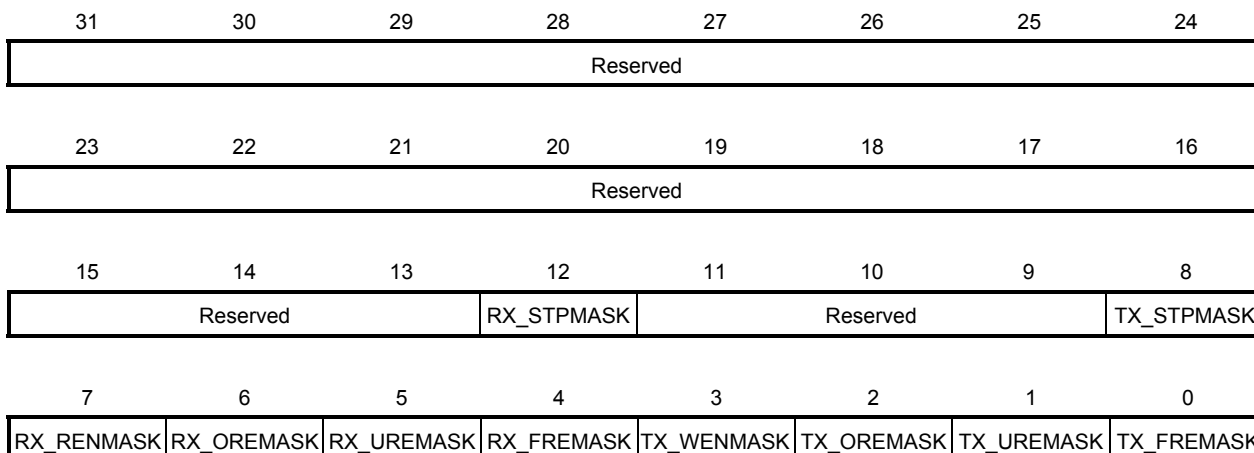 31 30 29 28 27 26 25 24
Reserved
23 22 21 20 19 18 17 16
Reserved
15 14 13 12 11 10 9 8
Reserved RX_STPMASK Reserved TX_STPMASK
7 6 5 4 3 2 1 0
RX_RENMASK RX_OREMASK RX_UREMASK RX_FREMASK TX_WENMASK TX_OREMASK TX_UREMASK TX_FREMASK